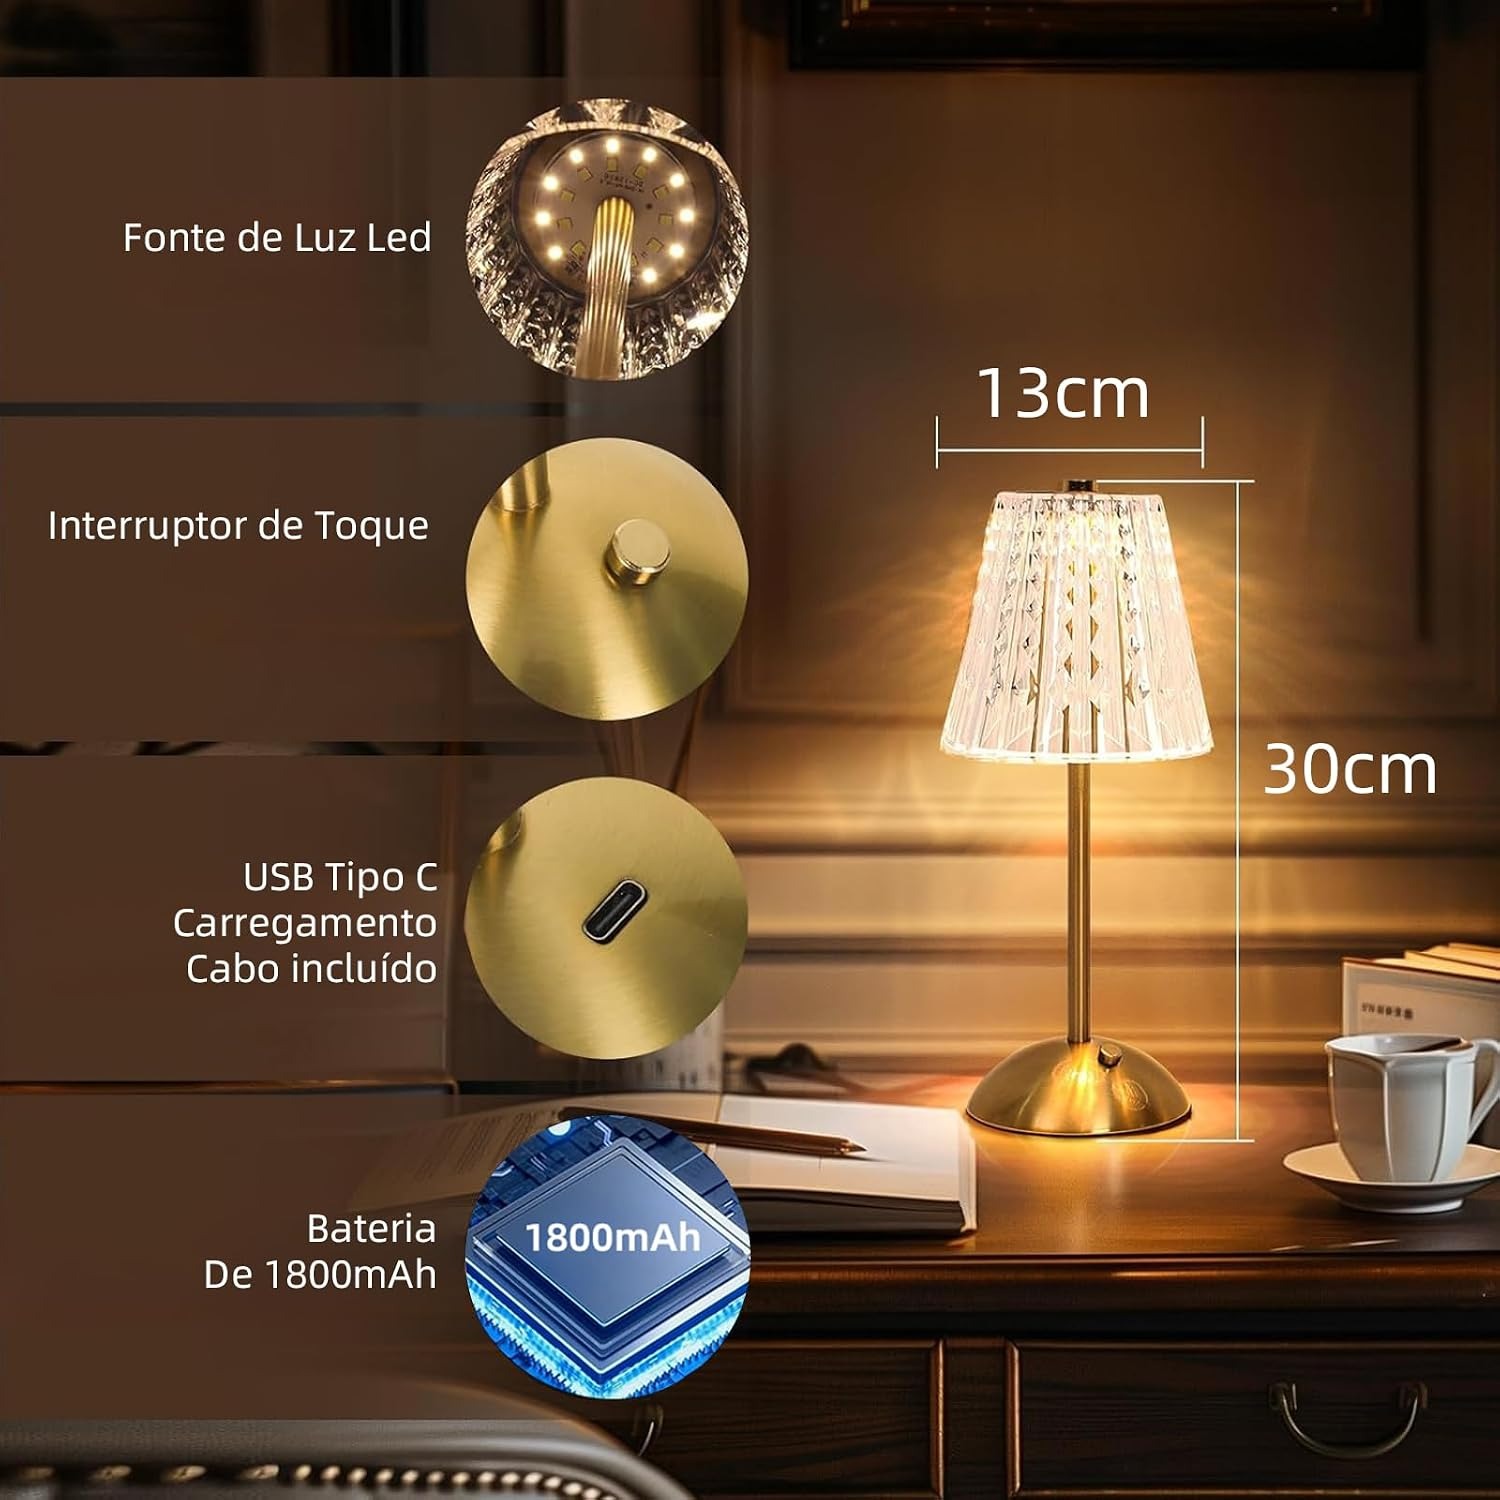 Fonte de Luz Led
Interruptor de Toque
USB Tipo C
Carregamento
Cabo incluído
Bateria
De 1800mAh
1800mAh
13cm
30cm